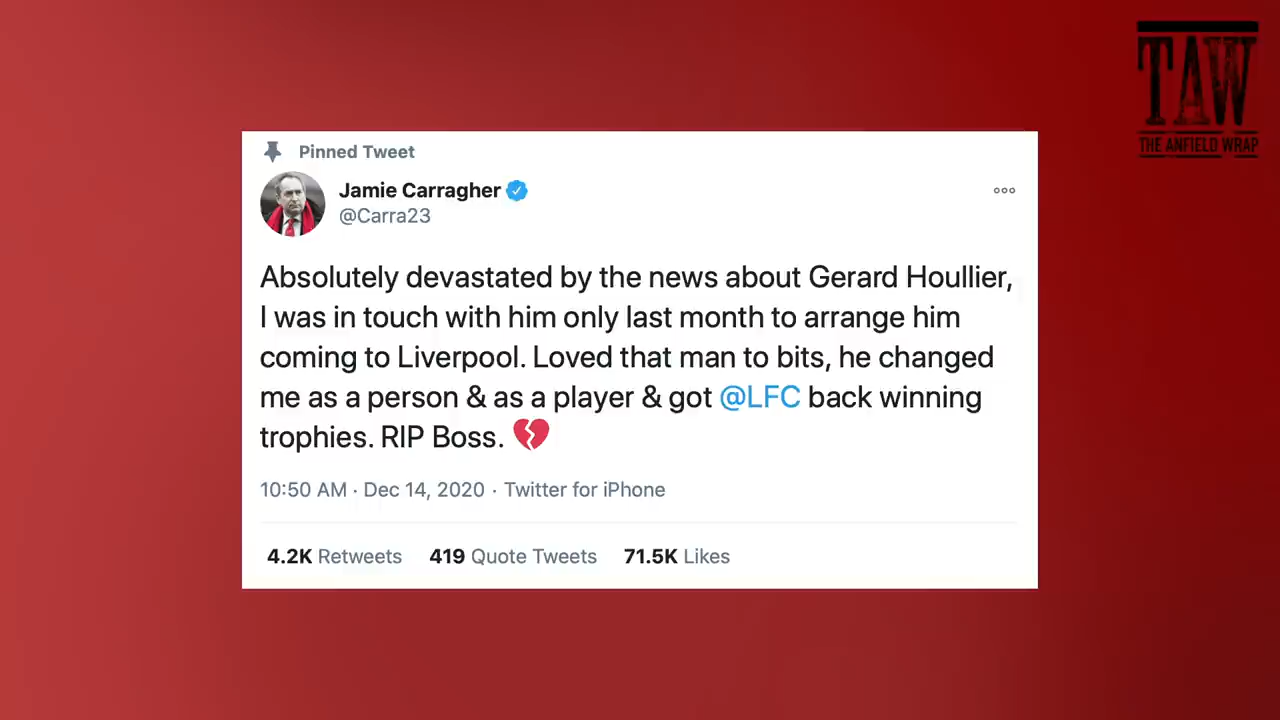 TAW
THE ANFIELD WRAP
Pinned Tweet
Jamie Carragher
@Carra23
Absolutely devastated by the news about Gerard Houllier,
I was in touch with him only last month to arrange him
coming to Liverpool. Loved that man to bits, he changed
me as a person & as a player & got @LFC back winning
trophies. RIP Boss. 💔
10:50 AM · Dec 14, 2020 · Twitter for iPhone
4.2K Retweets 419 Quote Tweets 71.5K Likes